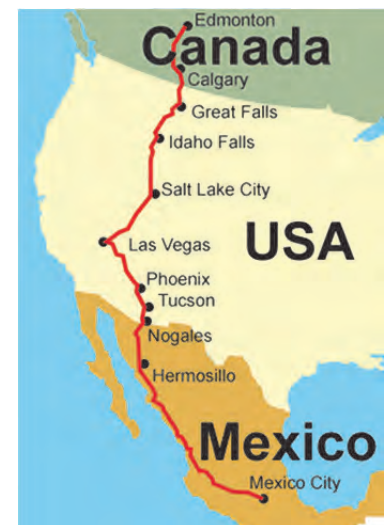 Edmonton
Canada
Calgary
Great Falls
Idaho Falls
Salt Lake City
Las Vegas
USA
Phoenix
Tucson
Nogales
Hermosillo
Mexico
Mexico City